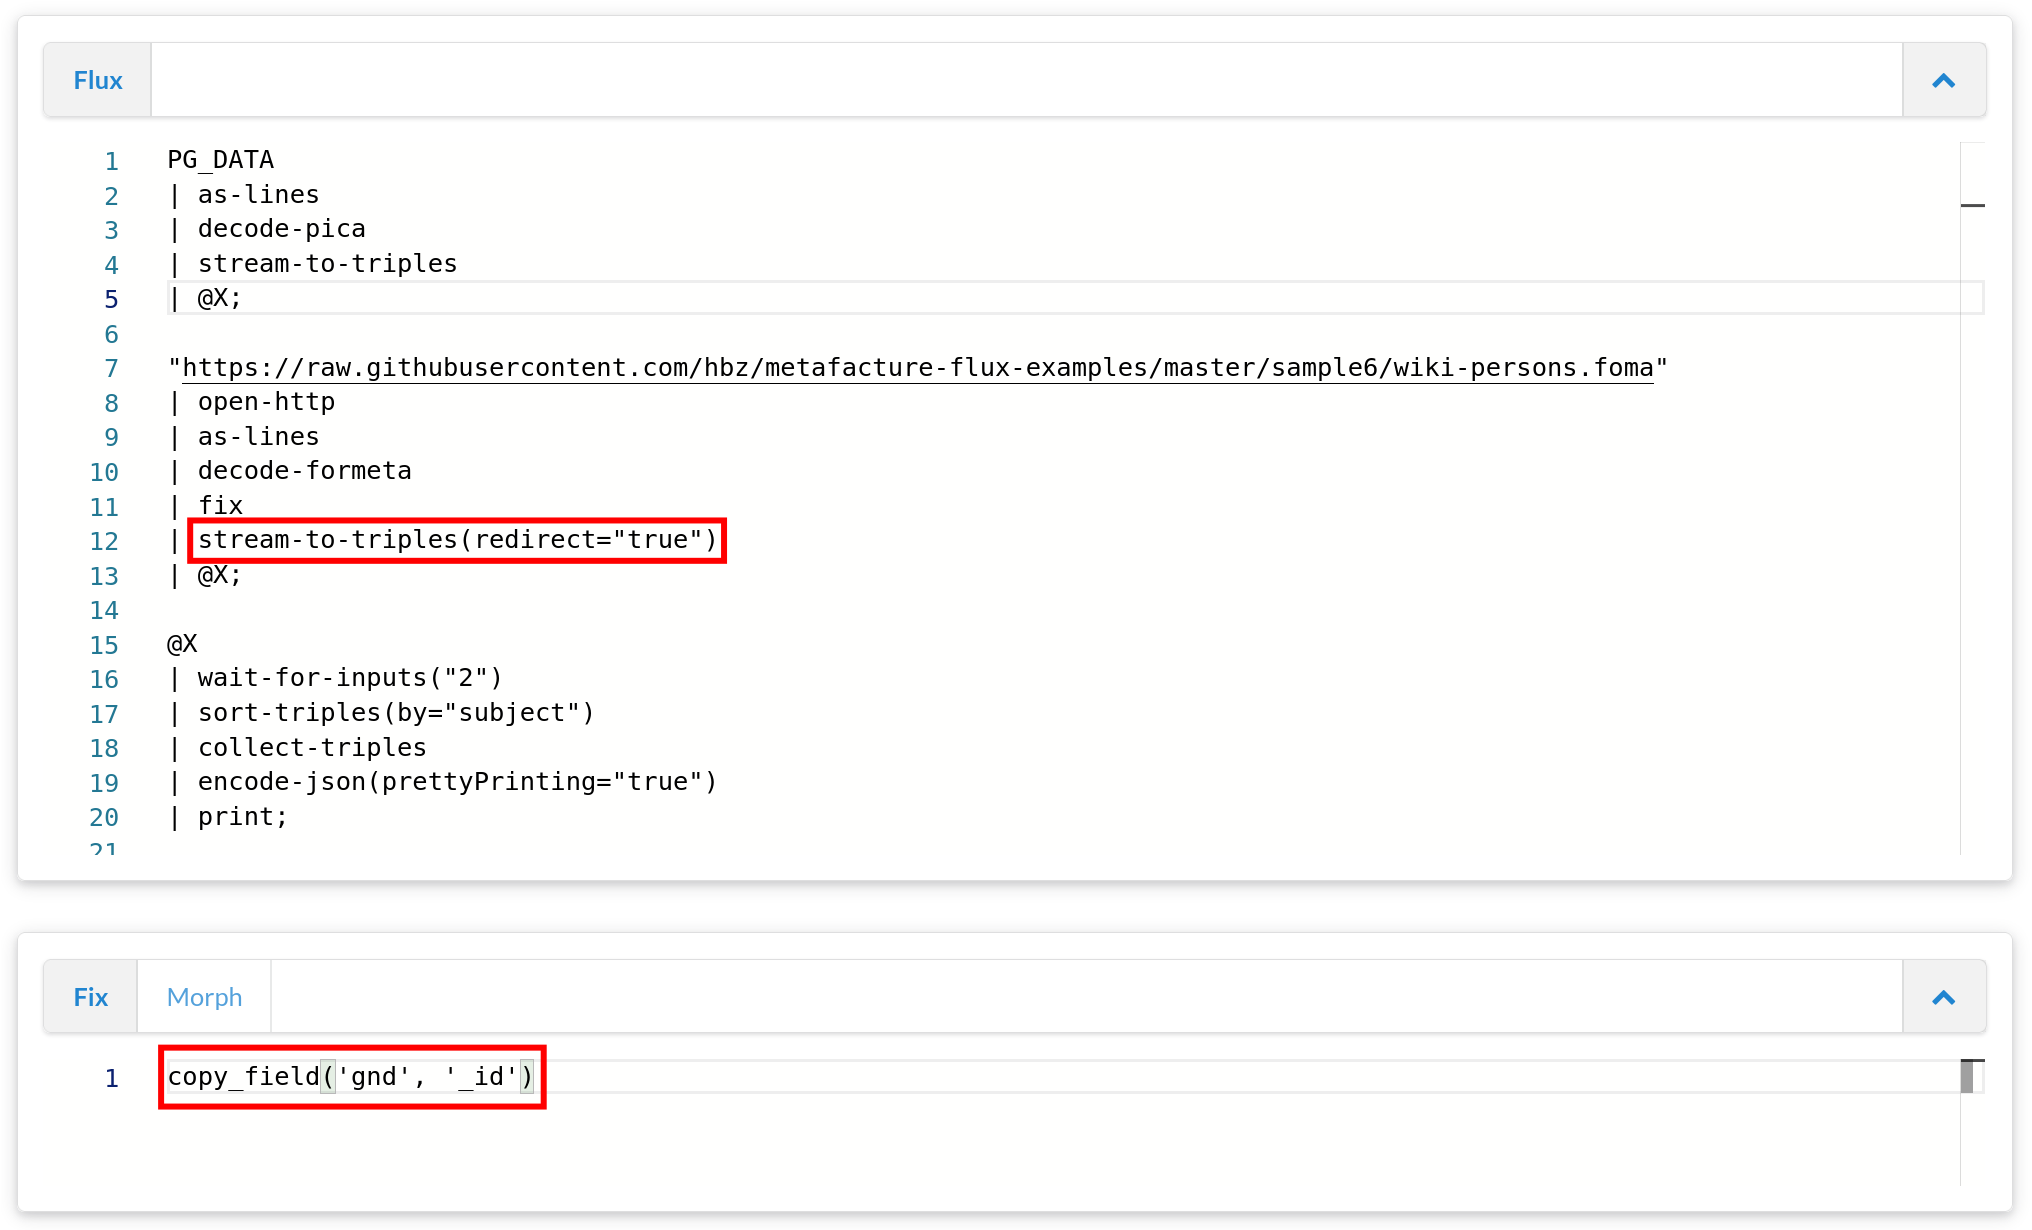 Flux
1 PG_DATA
2 | as-lines
3 | decode-pica
4 | stream-to-triples
5 | @X;
6
7 "https://raw.githubusercontent.com/hbz/metafacture-flux-examples/master/sample6/wiki-persons.foma"
8 | open-http
9 | as-lines
10 | decode-formeta
11 | fix
12 | stream-to-triples(redirect="true")
13 | @X;
14
15 @X
16 | wait-for-inputs("2")
17 | sort-triples(by="subject")
18 | collect-triples
19 | encode-json(prettyPrinting="true")
20 | print;
21
Fix Morph
1 copy_field('gnd', '_id')